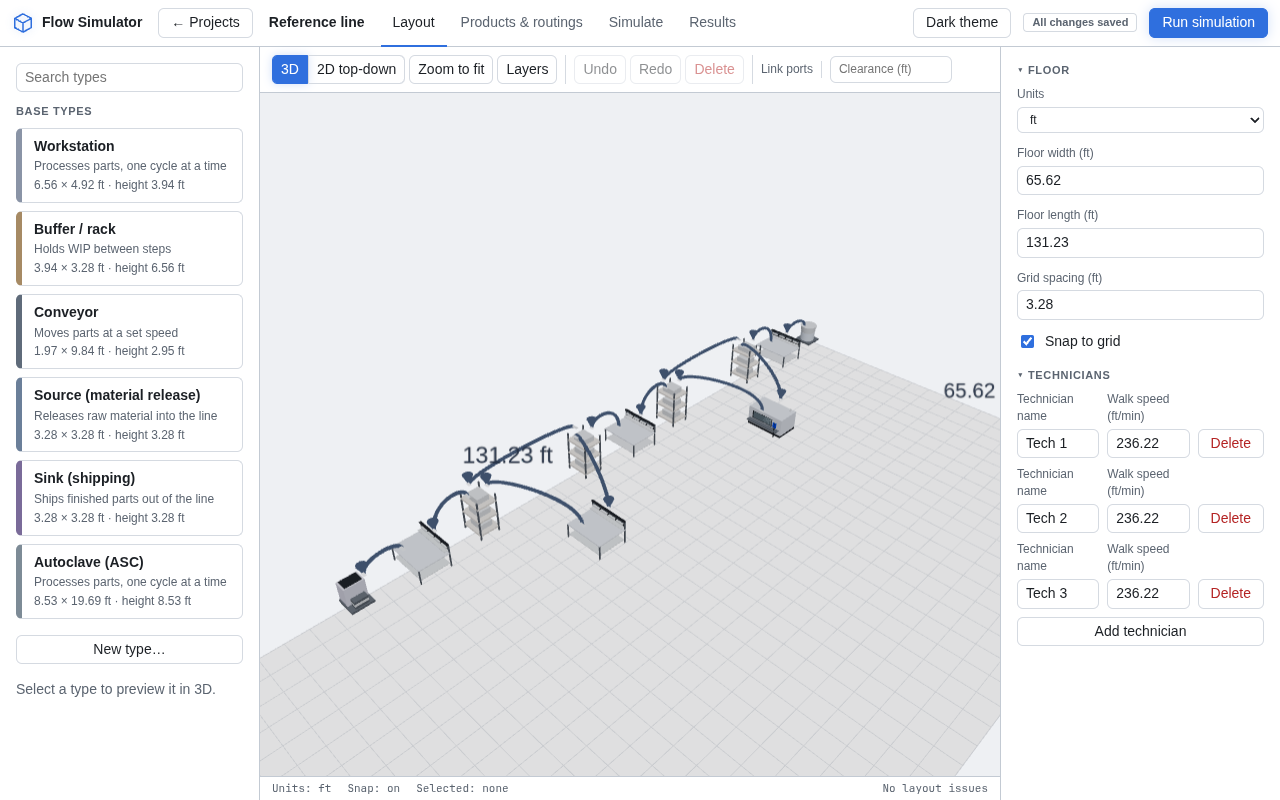 Flow Simulator
← Projects
Reference line
Layout
Products & routings
Simulate
Results
Dark theme
All changes saved
Run simulation
Search types
BASE TYPES
Workstation
Processes parts, one cycle at a time
6.56 × 4.92 ft · height 3.94 ft
Buffer / rack
Holds WIP between steps
3.94 × 3.28 ft · height 6.56 ft
Conveyor
Moves parts at a set speed
1.97 × 9.84 ft · height 2.95 ft
Source (material release)
Releases raw material into the line
3.28 × 3.28 ft · height 3.28 ft
Sink (shipping)
Ships finished parts out of the line
3.28 × 3.28 ft · height 3.28 ft
Autoclave (ASC)
Processes parts, one cycle at a time
8.53 × 19.69 ft · height 8.53 ft
New type…
Select a type to preview it in 3D.
3D
2D top-down
Zoom to fit
Layers
Undo
Redo
Delete
Link ports
Clearance (ft)
131.23 ft
65.62
Units: ft
Snap: on
Selected: none
No layout issues
FLOOR
Units
ft
Floor width (ft)
65.62
Floor length (ft)
131.23
Grid spacing (ft)
3.28
Snap to grid
TECHNICIANS
Technician name
Walk speed (ft/min)
Tech 1
236.22
Delete
Technician name
Walk speed (ft/min)
Tech 2
236.22
Delete
Technician name
Walk speed (ft/min)
Tech 3
236.22
Delete
Add technician